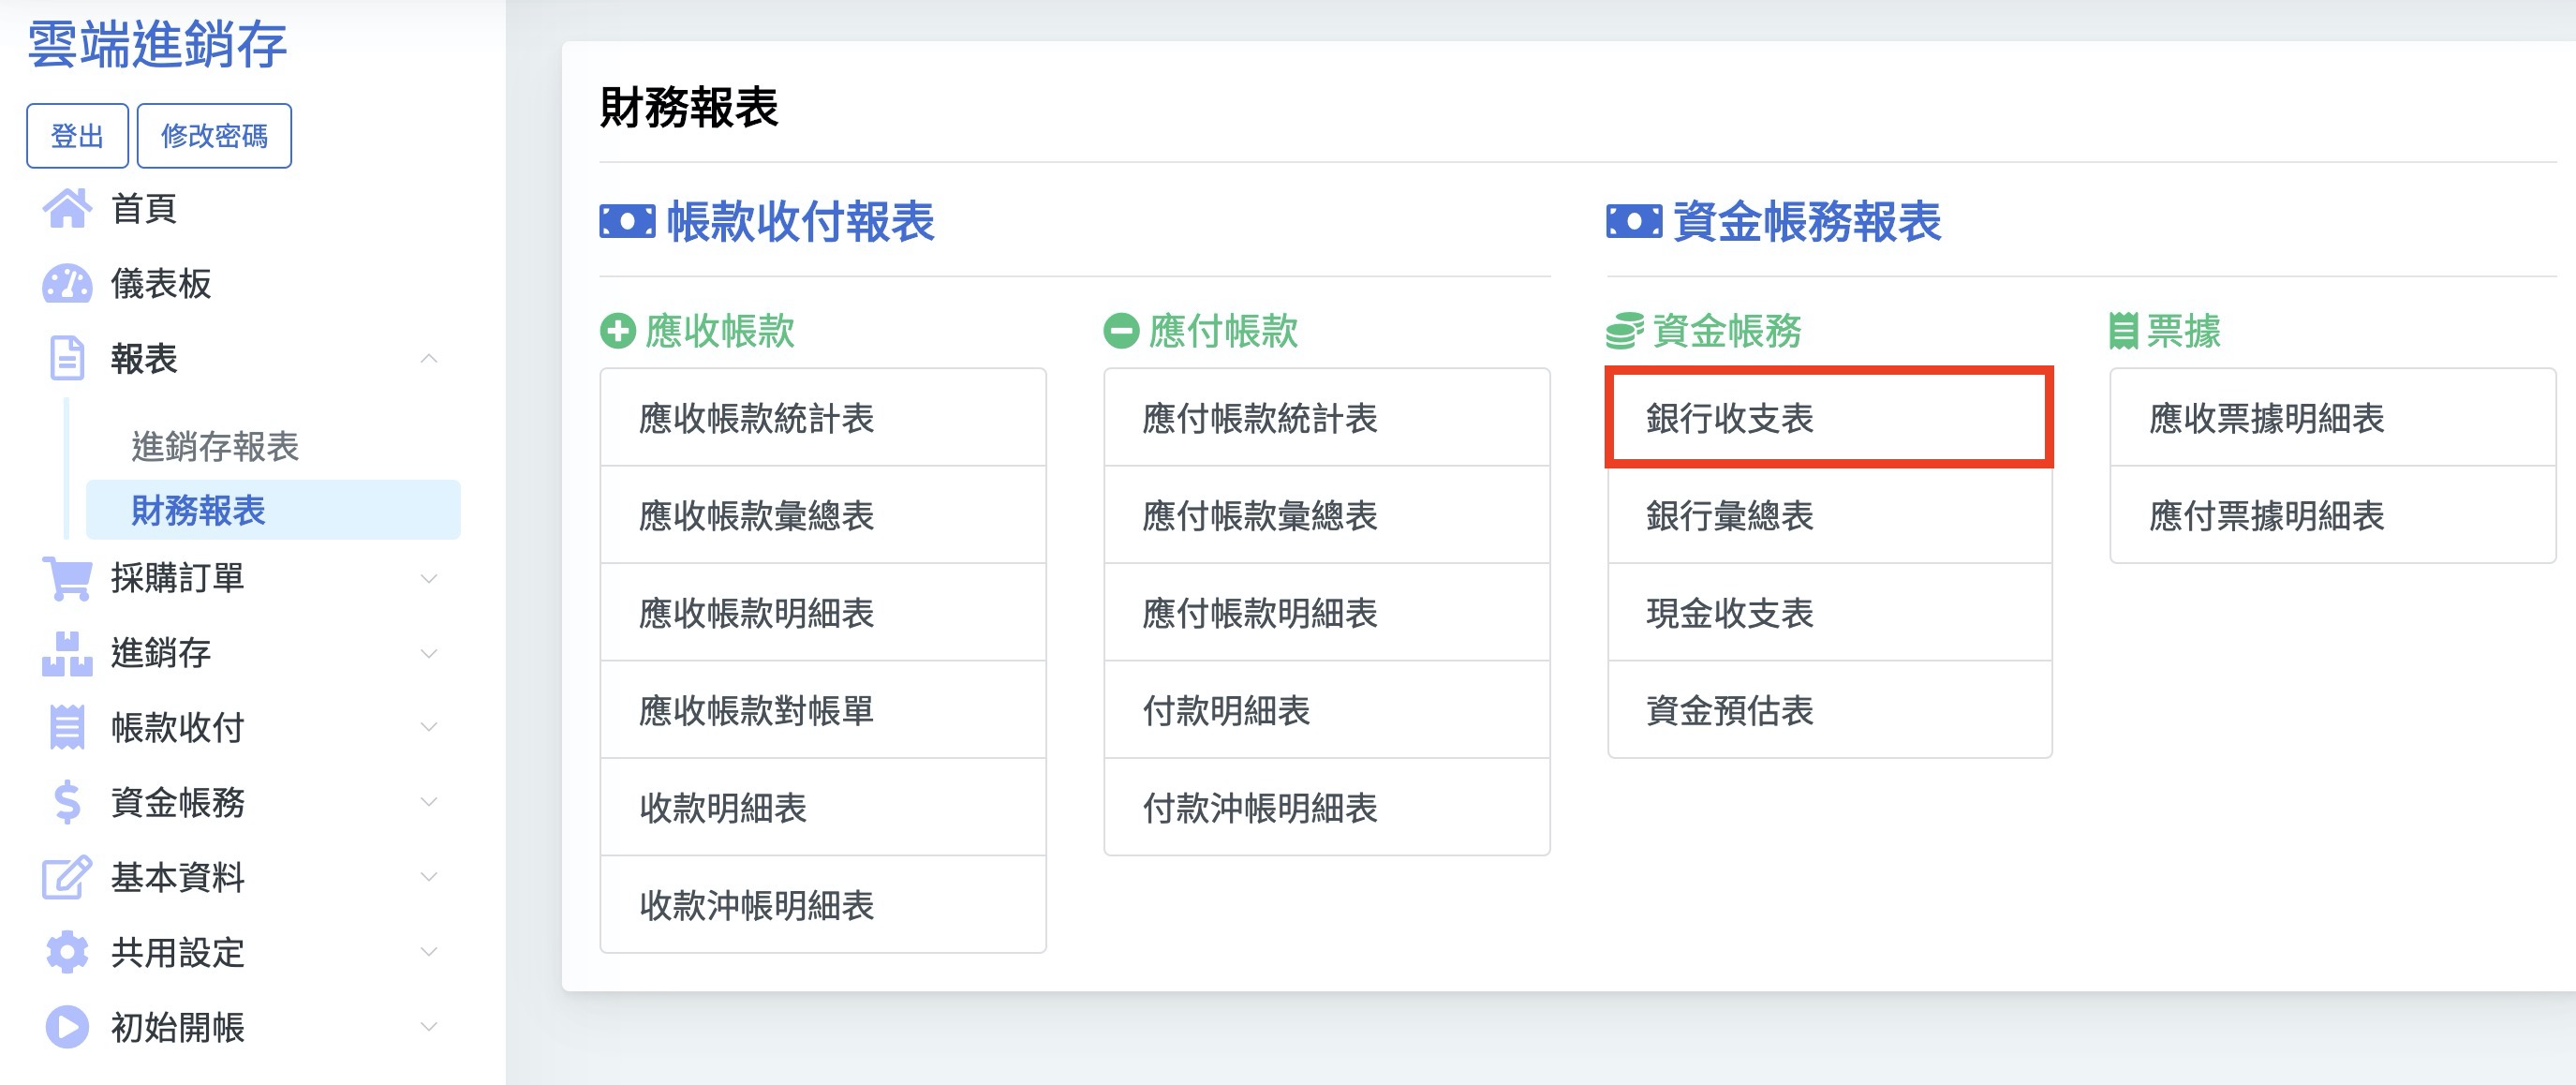 雲端進銷存
登出
修改密碼
首頁
儀表板
報表
進銷存報表
財務報表
採購訂單
進銷存
帳款收付
資金帳務
基本資料
共用設定
初始開帳
財務報表
帳款收付報表
應收帳款
應收帳款統計表
應收帳款彙總表
應收帳款明細表
應收帳款對帳單
收款明細表
收款沖帳明細表
應付帳款
應付帳款統計表
應付帳款彙總表
應付帳款明細表
付款明細表
付款沖帳明細表
資金帳務報表
資金帳務
銀行收支表
銀行彙總表
現金收支表
資金預估表
票據
應收票據明細表
應付票據明細表